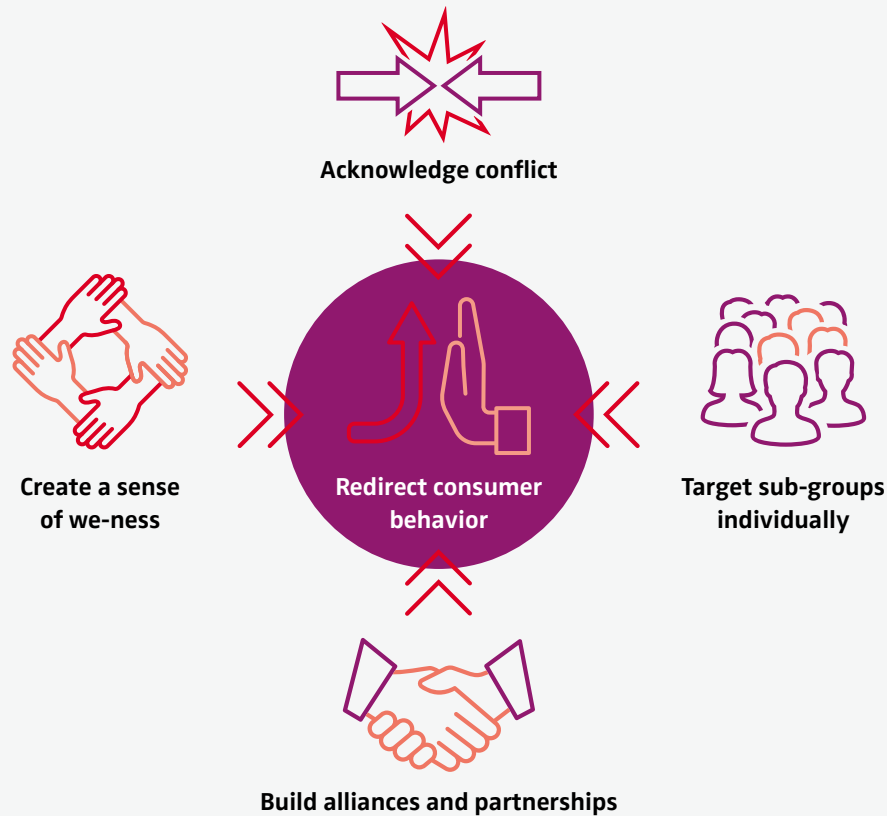 Acknowledge conflict
Create a sense
of we-ness
Redirect consumer
behavior
Target sub-groups
individually
Build alliances and partnerships